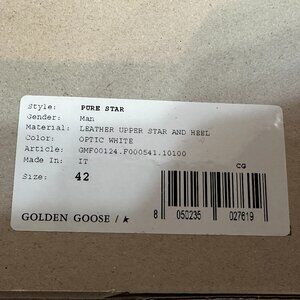 Style: PURE STAR
Gender: Man
Material: LEATHER UPPER STAR AND HEEL
Color: OPTIC WHITE
Article: GMF00124.F000541.10100
Made In: IT
CG
Size: 42
GOLDEN GOOSE / ★
8 050235 027619